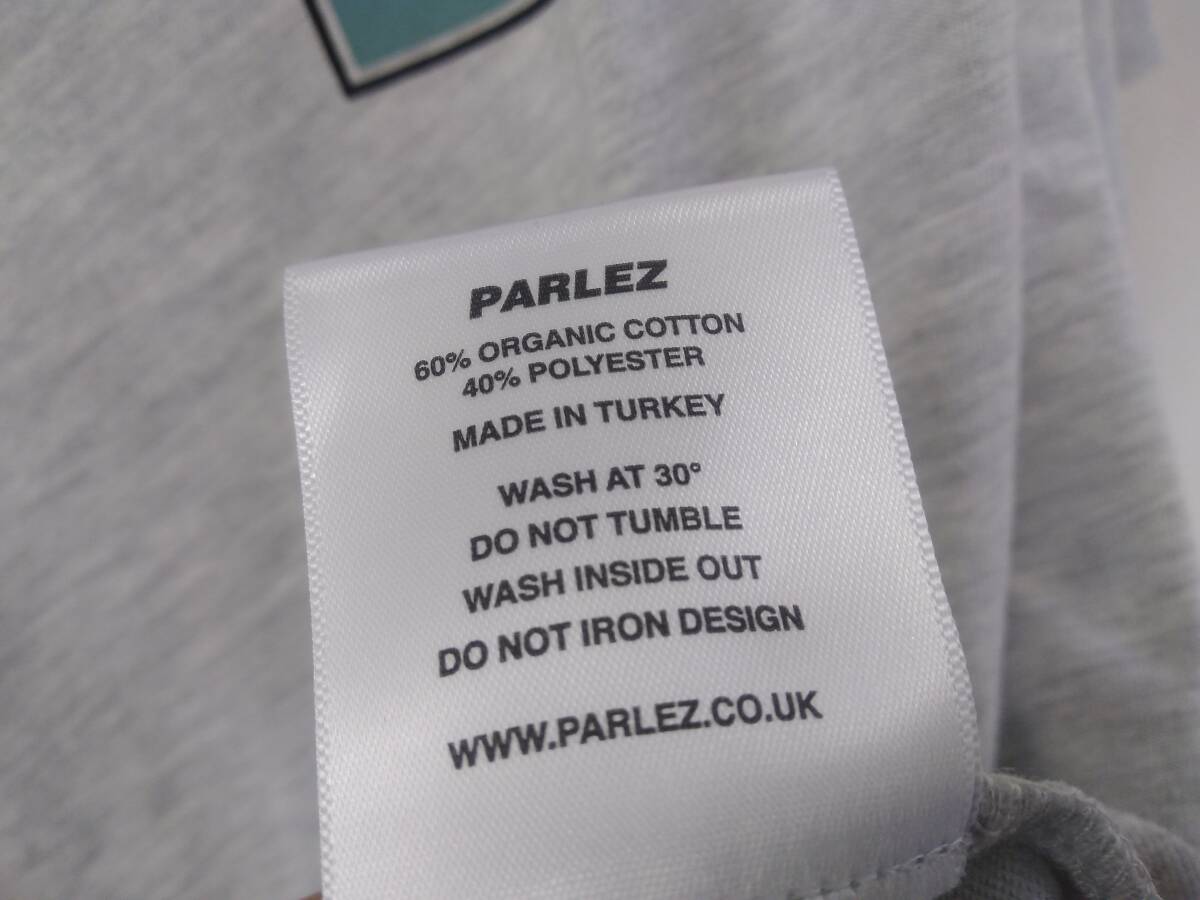 PARLEZ
60% ORGANIC COTTON
40% POLYESTER
MADE IN TURKEY
WASH AT 30°
DO NOT TUMBLE
WASH INSIDE OUT
DO NOT IRON DESIGN
WWW.PARLEZ.CO.UK